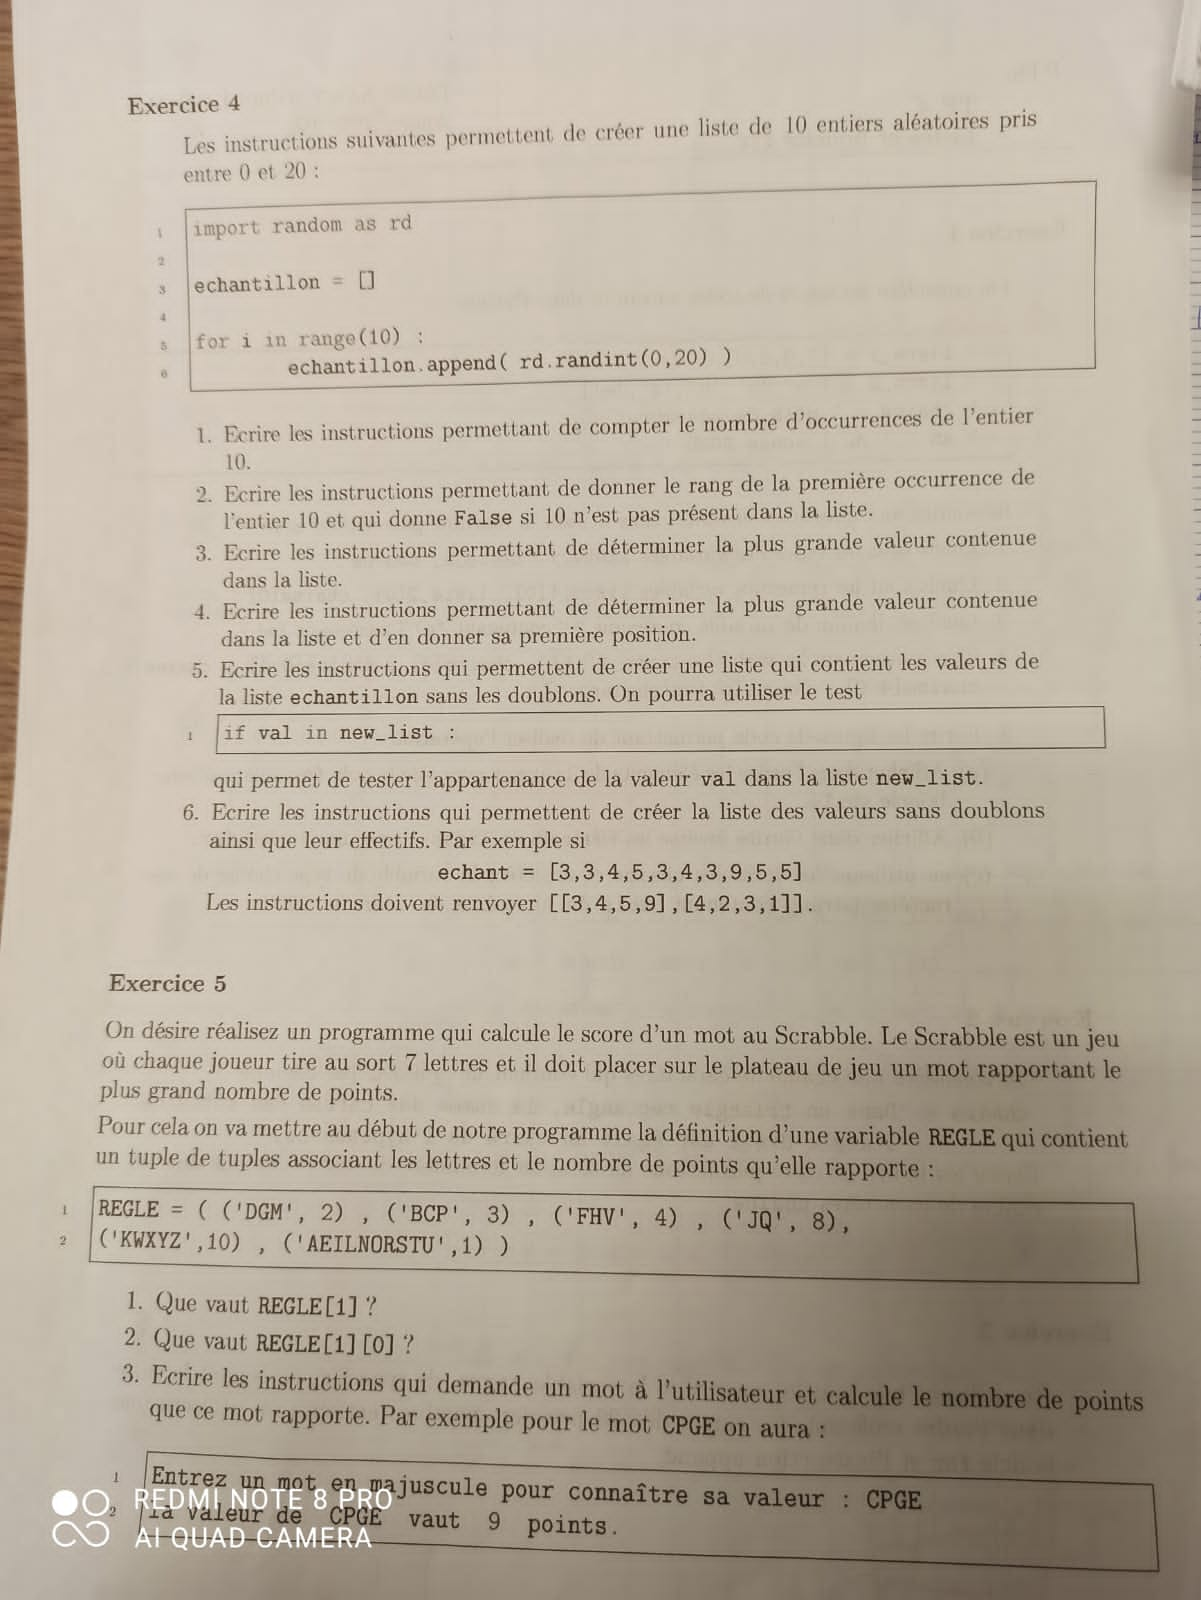 Exercice 4
Les instructions suivantes permettent de créer une liste de 10 entiers aléatoires pris
entre 0 et 20 :
1 import random as rd
2
3 echantillon = []
4
5 for i in range(10) :
6 echantillon.append( rd.randint(0,20) )
1. Ecrire les instructions permettant de compter le nombre d'occurrences de l'entier
10.
2. Ecrire les instructions permettant de donner le rang de la première occurrence de
l'entier 10 et qui donne False si 10 n'est pas présent dans la liste.
3. Ecrire les instructions permettant de déterminer la plus grande valeur contenue
dans la liste.
4. Ecrire les instructions permettant de déterminer la plus grande valeur contenue
dans la liste et d'en donner sa première position.
5. Ecrire les instructions qui permettent de créer une liste qui contient les valeurs de
la liste echantillon sans les doublons. On pourra utiliser le test
1 if val in new_list :
qui permet de tester l'appartenance de la valeur val dans la liste new_list.
6. Ecrire les instructions qui permettent de créer la liste des valeurs sans doublons
ainsi que leur effectifs. Par exemple si
echant = [3,3,4,5,3,4,3,9,5,5]
Les instructions doivent renvoyer [[3,4,5,9],[4,2,3,1]].
Exercice 5
On désire réalisez un programme qui calcule le score d'un mot au Scrabble. Le Scrabble est un jeu
où chaque joueur tire au sort 7 lettres et il doit placer sur le plateau de jeu un mot rapportant le
plus grand nombre de points.
Pour cela on va mettre au début de notre programme la définition d'une variable REGLE qui contient
un tuple de tuples associant les lettres et le nombre de points qu'elle rapporte :
1 REGLE = ( ('DGM', 2) , ('BCP', 3) , ('FHV', 4) , ('JQ', 8),
2 ('KWXYZ',10) , ('AEILNORSTU',1) )
1. Que vaut REGLE[1] ?
2. Que vaut REGLE[1][0] ?
3. Ecrire les instructions qui demande un mot à l'utilisateur et calcule le nombre de points
que ce mot rapporte. Par exemple pour le mot CPGE on aura :
1 Entrez un mot en majuscule pour connaître sa valeur : CPGE
2 la valeur de CPGE vaut 9 points.
REDMI NOTE 8 PRO
AI QUAD CAMERA